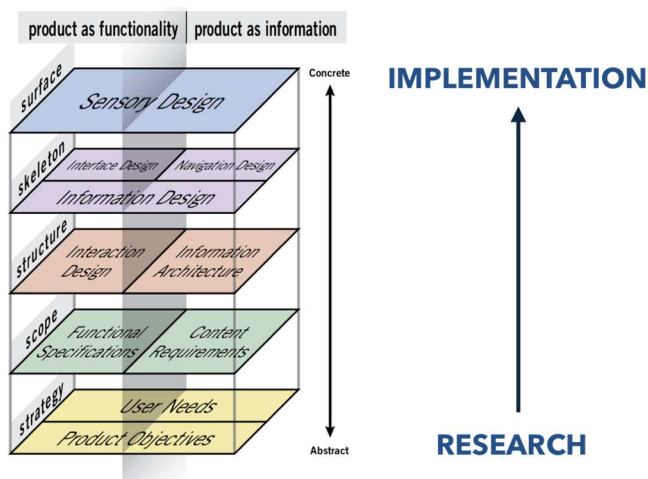 product as functionality | product as information
surface
Sensory Design
Concrete
IMPLEMENTATION
skeleton
Interface Design
Navigation Design
Information Design
structure
Interaction
Design
Information
Architecture
scope
Functional
Specifications
Content
Requirements
strategy
User Needs
Product Objectives
Abstract
RESEARCH